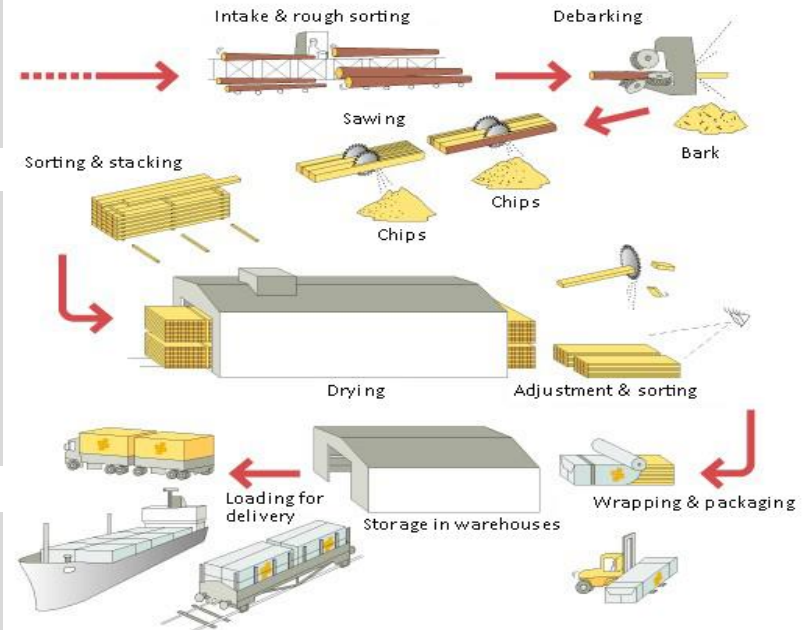 Intake & rough sorting
Debarking
Sawing
Bark
Sorting & stacking
Chips
Chips
Drying
Adjustment & sorting
Wrapping & packaging
Storage in warehouses
Loading for
delivery